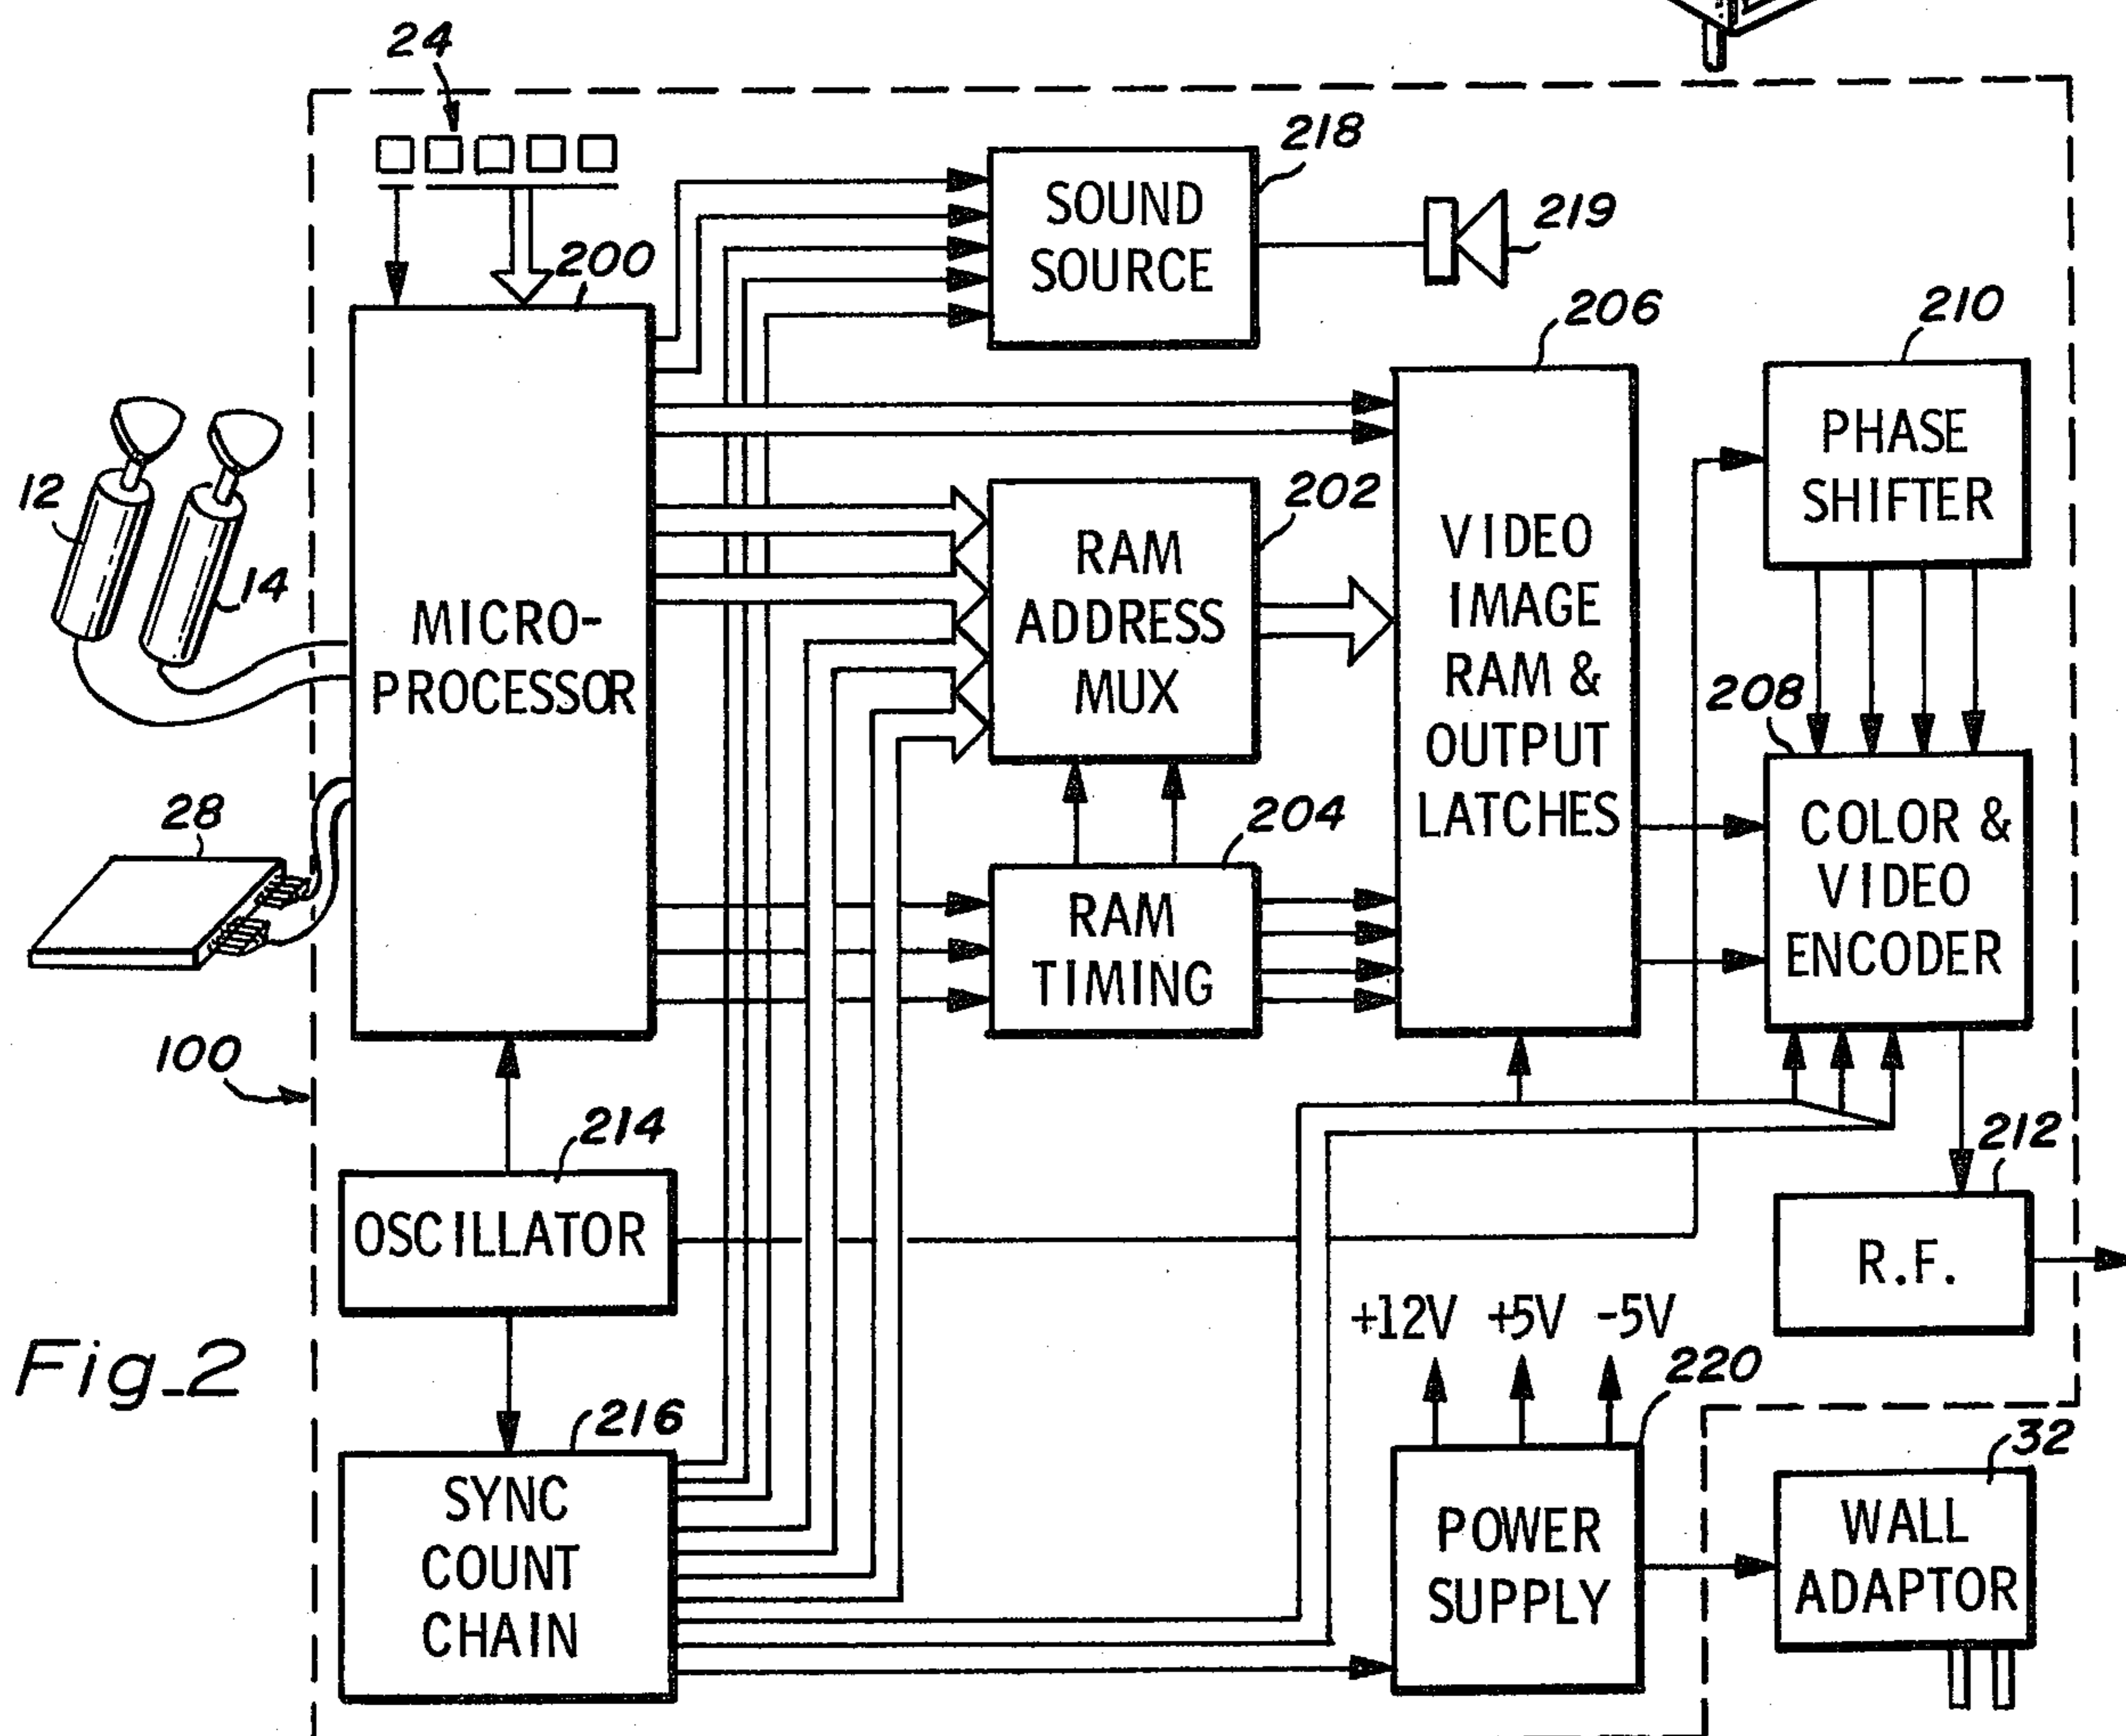 24
218
SOUND
SOURCE
219
200
206
210
PHASE
SHIFTER
12
14
202
MICRO-
PROCESSOR
RAM
ADDRESS
MUX
VIDEO
IMAGE
RAM &
OUTPUT
LATCHES
208
COLOR &
VIDEO
ENCODER
28
204
RAM
TIMING
100
214
OSCILLATOR
212
R.F.
+12V +5V -5V
Fig_2
220
216
SYNC
COUNT
CHAIN
POWER
SUPPLY
32
WALL
ADAPTOR